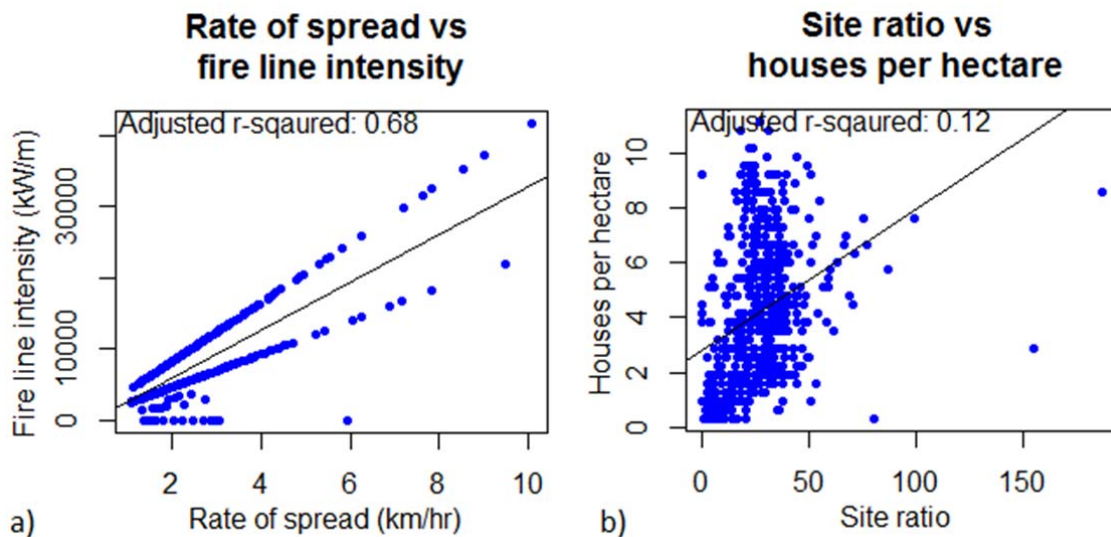 Rate of spread vs
fire line intensity
Adjusted r-sqaured: 0.68
Fire line intensity (kW/m)
30000
10000
0
2 4 6 8 10
Rate of spread (km/hr)
a)
Site ratio vs
houses per hectare
Adjusted r-sqaured: 0.12
Houses per hectare
10
8
6
4
2
0
0 50 100 150
Site ratio
b)